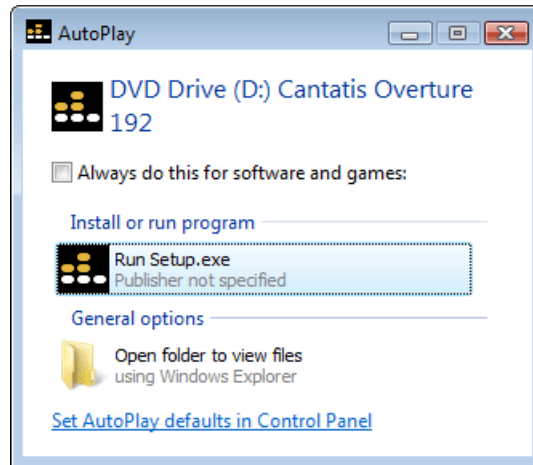 AutoPlay
DVD Drive (D:) Cantatis Overture
192
Always do this for software and games:
Install or run program
Run Setup.exe
Publisher not specified
General options
Open folder to view files
using Windows Explorer
Set AutoPlay defaults in Control Panel